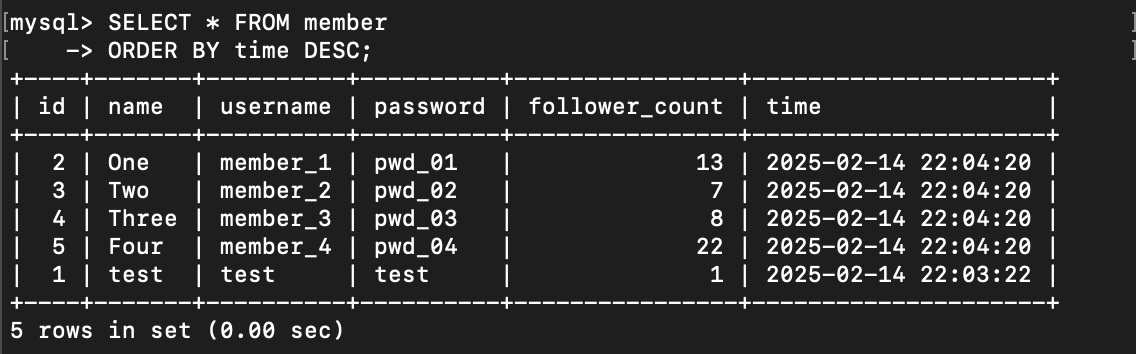 mysql> SELECT * FROM member
    -> ORDER BY time DESC;
+----+-------+----------+----------+----------------+---------------------+
| id | name  | username | password | follower_count | time                |
+----+-------+----------+----------+----------------+---------------------+
|  2 | One   | member_1 | pwd_01   |             13 | 2025-02-14 22:04:20 |
|  3 | Two   | member_2 | pwd_02   |              7 | 2025-02-14 22:04:20 |
|  4 | Three | member_3 | pwd_03   |              8 | 2025-02-14 22:04:20 |
|  5 | Four  | member_4 | pwd_04   |             22 | 2025-02-14 22:04:20 |
|  1 | test  | test     | test     |              1 | 2025-02-14 22:03:22 |
+----+-------+----------+----------+----------------+---------------------+
5 rows in set (0.00 sec)